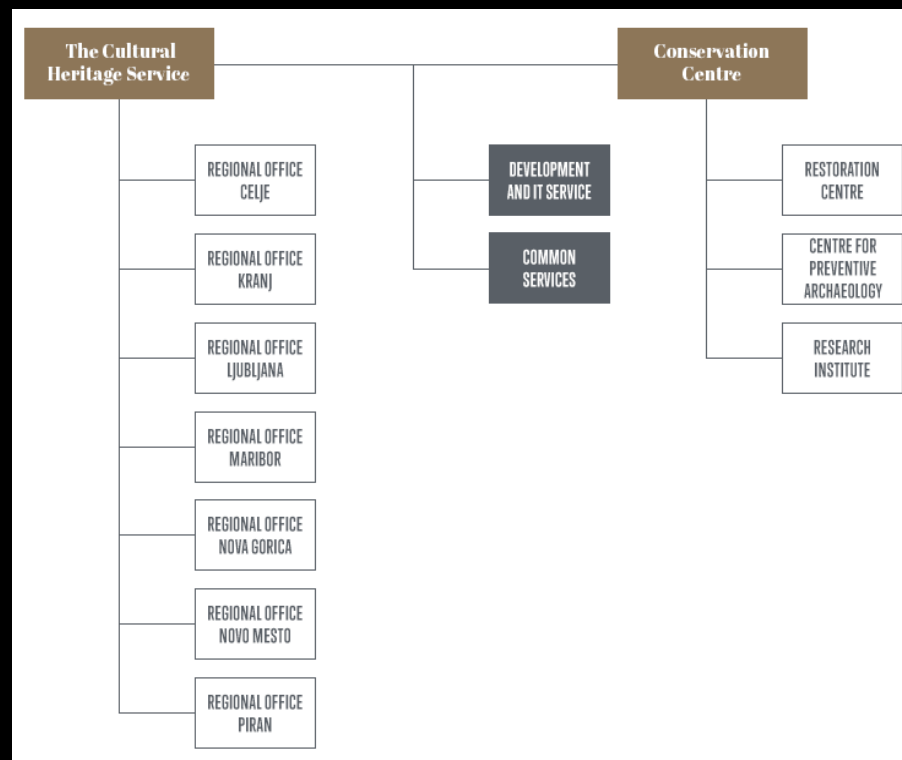 The Cultural
Heritage Service
Conservation
Centre
REGIONAL OFFICE
CELJE
REGIONAL OFFICE
KRANJ
REGIONAL OFFICE
LJUBLJANA
REGIONAL OFFICE
MARIBOR
REGIONAL OFFICE
NOVA GORICA
REGIONAL OFFICE
NOVO MESTO
REGIONAL OFFICE
PIRAN
DEVELOPMENT
AND IT SERVICE
COMMON
SERVICES
RESTORATION
CENTRE
CENTRE FOR
PREVENTIVE
ARCHAEOLOGY
RESEARCH
INSTITUTE